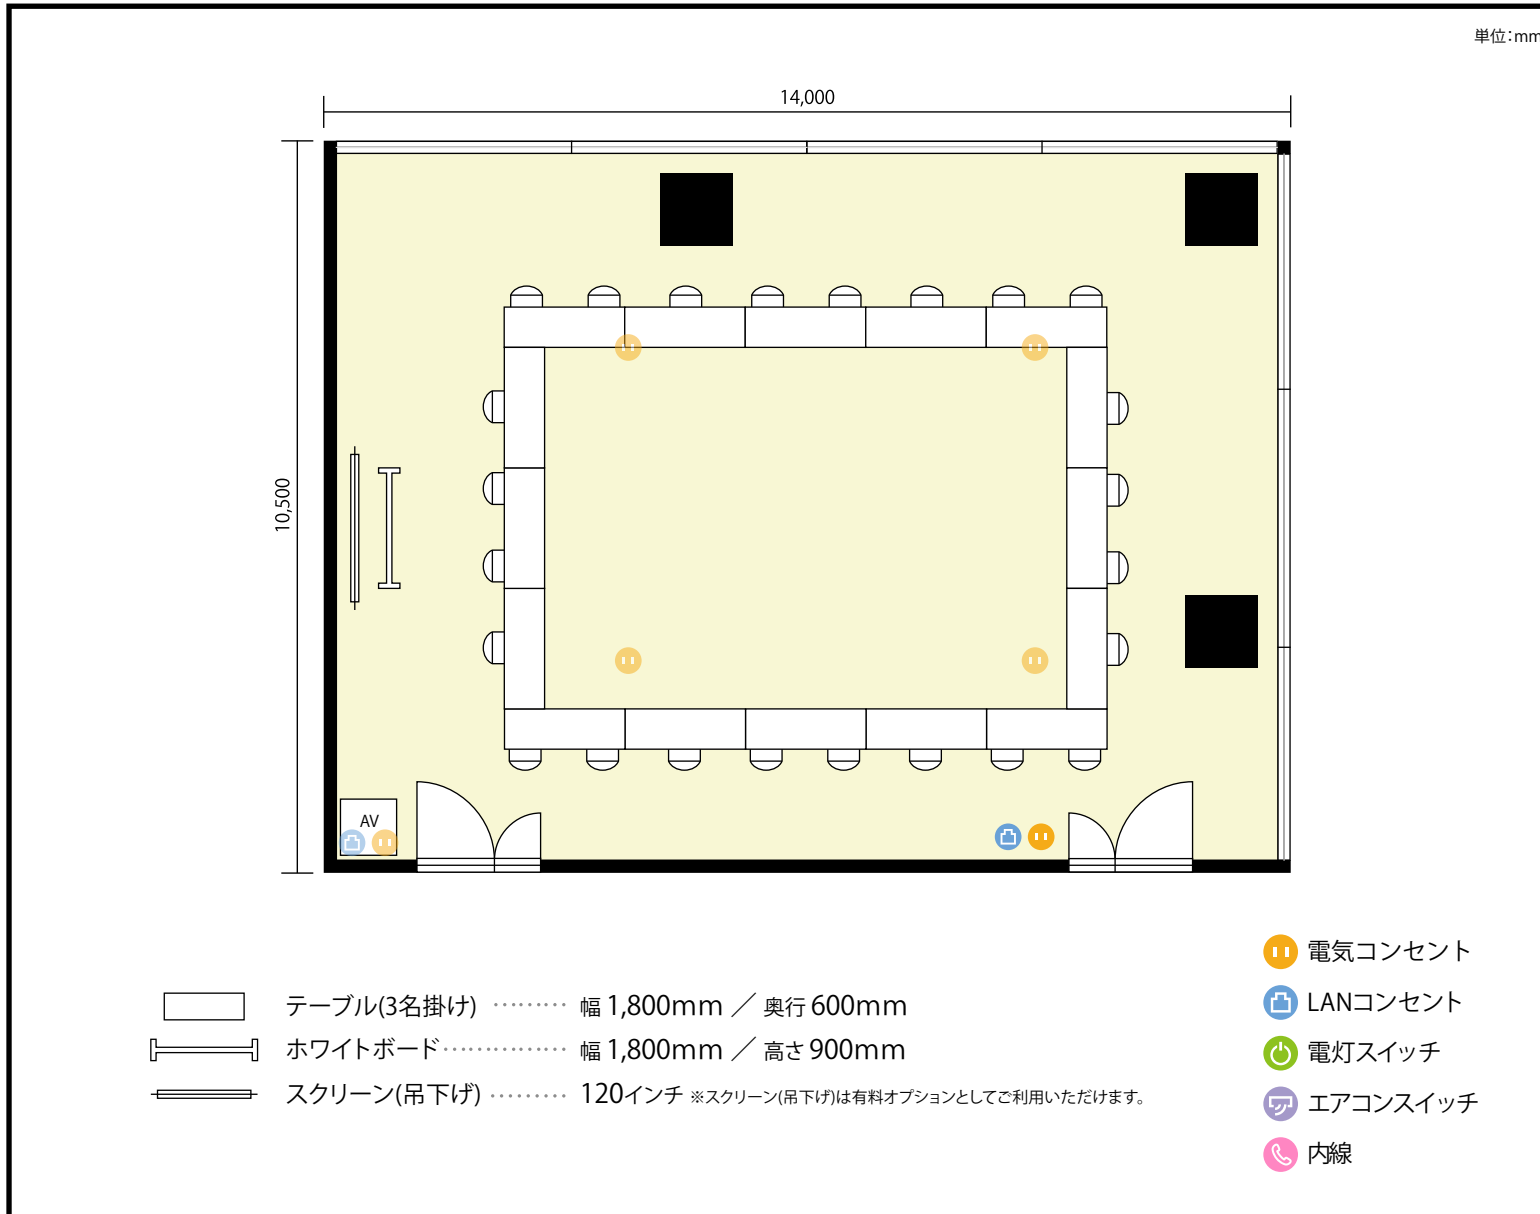 単位：mm
14,000
10,500
AV
テーブル(3名掛け) ········· 幅 1,800mm ／ 奥行 600mm
ホワイトボード·············· 幅 1,800mm ／ 高さ 900mm
スクリーン(吊下げ) ········· 120インチ ※スクリーン(吊下げ)は有料オプションとしてご利用いただけます。
電気コンセント
LANコンセント
電灯スイッチ
エアコンスイッチ
内線